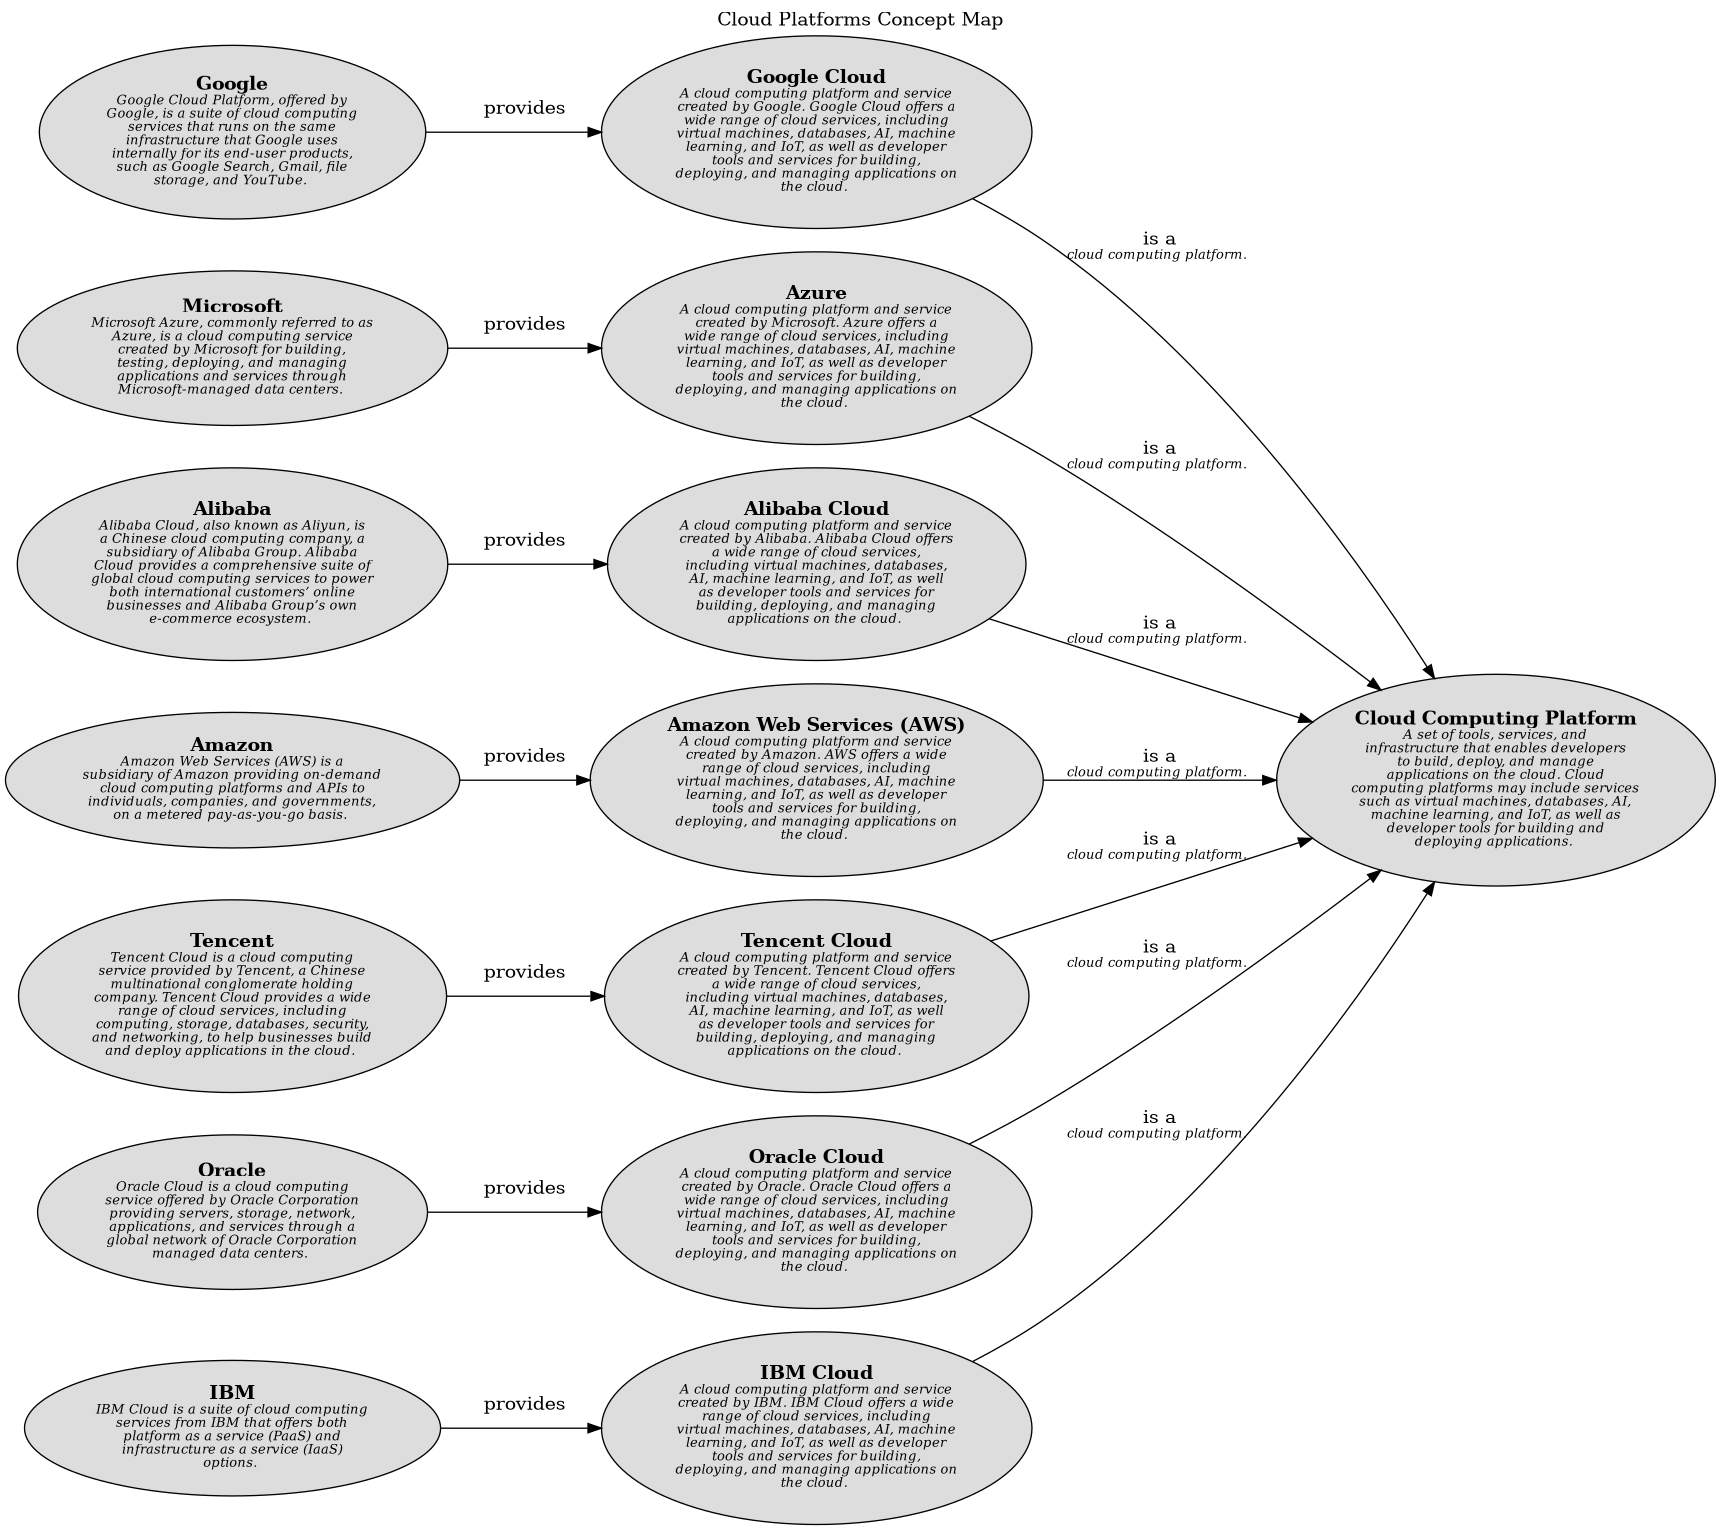 Cloud Platforms Concept Map
Google
Google Cloud Platform, offered by
Google, is a suite of cloud computing
services that runs on the same
infrastructure that Google uses
internally for its end-user products,
such as Google Search, Gmail, file
storage, and YouTube.
provides
Google Cloud
A cloud computing platform and service
created by Google. Google Cloud offers a
wide range of cloud services, including
virtual machines, databases, AI, machine
learning, and IoT, as well as developer
tools and services for building,
deploying, and managing applications on
the cloud.
is a
cloud computing platform.
Microsoft
Microsoft Azure, commonly referred to as
Azure, is a cloud computing service
created by Microsoft for building,
testing, deploying, and managing
applications and services through
Microsoft-managed data centers.
provides
Azure
A cloud computing platform and service
created by Microsoft. Azure offers a
wide range of cloud services, including
virtual machines, databases, AI, machine
learning, and IoT, as well as developer
tools and services for building,
deploying, and managing applications on
the cloud.
is a
cloud computing platform.
Alibaba
Alibaba Cloud, also known as Aliyun, is
a Chinese cloud computing company, a
subsidiary of Alibaba Group. Alibaba
Cloud provides a comprehensive suite of
global cloud computing services to power
both international customers’ online
businesses and Alibaba Group’s own
e-commerce ecosystem.
provides
Alibaba Cloud
A cloud computing platform and service
created by Alibaba. Alibaba Cloud offers
a wide range of cloud services,
including virtual machines, databases,
AI, machine learning, and IoT, as well
as developer tools and services for
building, deploying, and managing
applications on the cloud.
is a
cloud computing platform.
Amazon
Amazon Web Services (AWS) is a
subsidiary of Amazon providing on-demand
cloud computing platforms and APIs to
individuals, companies, and governments,
on a metered pay-as-you-go basis.
provides
Amazon Web Services (AWS)
A cloud computing platform and service
created by Amazon. AWS offers a wide
range of cloud services, including
virtual machines, databases, AI, machine
learning, and IoT, as well as developer
tools and services for building,
deploying, and managing applications on
the cloud.
is a
cloud computing platform.
Cloud Computing Platform
A set of tools, services, and
infrastructure that enables developers
to build, deploy, and manage
applications on the cloud. Cloud
computing platforms may include services
such as virtual machines, databases, AI,
machine learning, and IoT, as well as
developer tools for building and
deploying applications.
Tencent
Tencent Cloud is a cloud computing
service provided by Tencent, a Chinese
multinational conglomerate holding
company. Tencent Cloud provides a wide
range of cloud services, including
computing, storage, databases, security,
and networking, to help businesses build
and deploy applications in the cloud.
provides
Tencent Cloud
A cloud computing platform and service
created by Tencent. Tencent Cloud offers
a wide range of cloud services,
including virtual machines, databases,
AI, machine learning, and IoT, as well
as developer tools and services for
building, deploying, and managing
applications on the cloud.
is a
cloud computing platform.
Oracle
Oracle Cloud is a cloud computing
service offered by Oracle Corporation
providing servers, storage, network,
applications, and services through a
global network of Oracle Corporation
managed data centers.
provides
Oracle Cloud
A cloud computing platform and service
created by Oracle. Oracle Cloud offers a
wide range of cloud services, including
virtual machines, databases, AI, machine
learning, and IoT, as well as developer
tools and services for building,
deploying, and managing applications on
the cloud.
is a
cloud computing platform.
IBM
IBM Cloud is a suite of cloud computing
services from IBM that offers both
platform as a service (PaaS) and
infrastructure as a service (IaaS)
options.
provides
IBM Cloud
A cloud computing platform and service
created by IBM. IBM Cloud offers a wide
range of cloud services, including
virtual machines, databases, AI, machine
learning, and IoT, as well as developer
tools and services for building,
deploying, and managing applications on
the cloud.
is a
cloud computing platform.